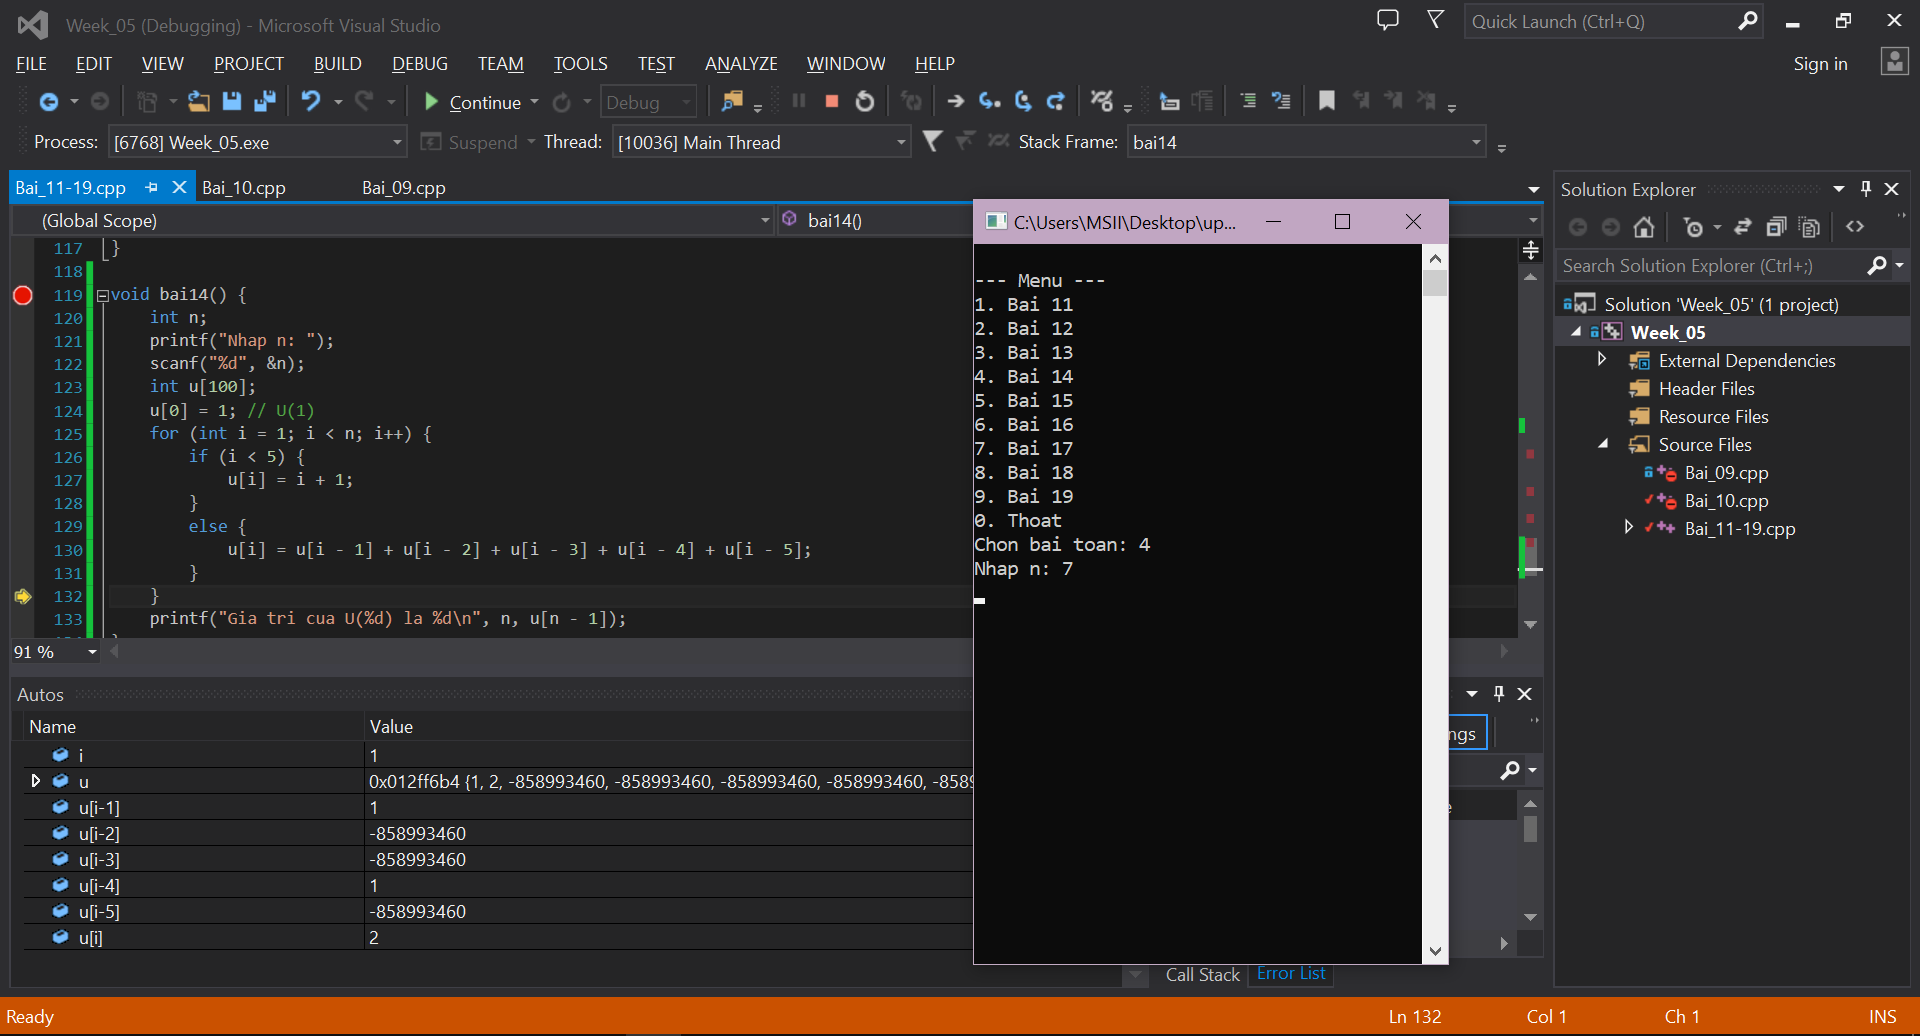 Week_05 (Debugging) - Microsoft Visual Studio
Quick Launch (Ctrl+Q)
FILE EDIT VIEW PROJECT BUILD DEBUG TEAM TOOLS TEST ANALYZE WINDOW HELP
Sign in
Continue
Debug
Process: [6768] Week_05.exe Suspend Thread: [10036] Main Thread Stack Frame: bai14
Bai_11-19.cpp Bai_10.cpp Bai_09.cpp
(Global Scope) bai14()
117 }
118
119 void bai14() {
120 int n;
121 printf("Nhap n: ");
122 scanf("%d", &n);
123 int u[100];
124 u[0] = 1; // U(1)
125 for (int i = 1; i < n; i++) {
126 if (i < 5) {
127 u[i] = i + 1;
128 }
129 else {
130 u[i] = u[i - 1] + u[i - 2] + u[i - 3] + u[i - 4] + u[i - 5];
131 }
132 }
133 printf("Gia tri cua U(%d) la %d\n", n, u[n - 1]);
91 %
Autos
Name Value
i 1
u 0x012ff6b4 {1, 2, -858993460, -858993460, -858993460, -858993460, -8589
u[i-1] 1
u[i-2] -858993460
u[i-3] -858993460
u[i-4] 1
u[i-5] -858993460
u[i] 2
C:\Users\MSII\Desktop\up...
--- Menu ---
1. Bai 11
2. Bai 12
3. Bai 13
4. Bai 14
5. Bai 15
6. Bai 16
7. Bai 17
8. Bai 18
9. Bai 19
0. Thoat
Chon bai toan: 4
Nhap n: 7
ngs
Call Stack Error List
Solution Explorer
Search Solution Explorer (Ctrl+;)
Solution 'Week_05' (1 project)
Week_05
External Dependencies
Header Files
Resource Files
Source Files
Bai_09.cpp
Bai_10.cpp
Bai_11-19.cpp
Ready Ln 132 Col 1 Ch 1 INS